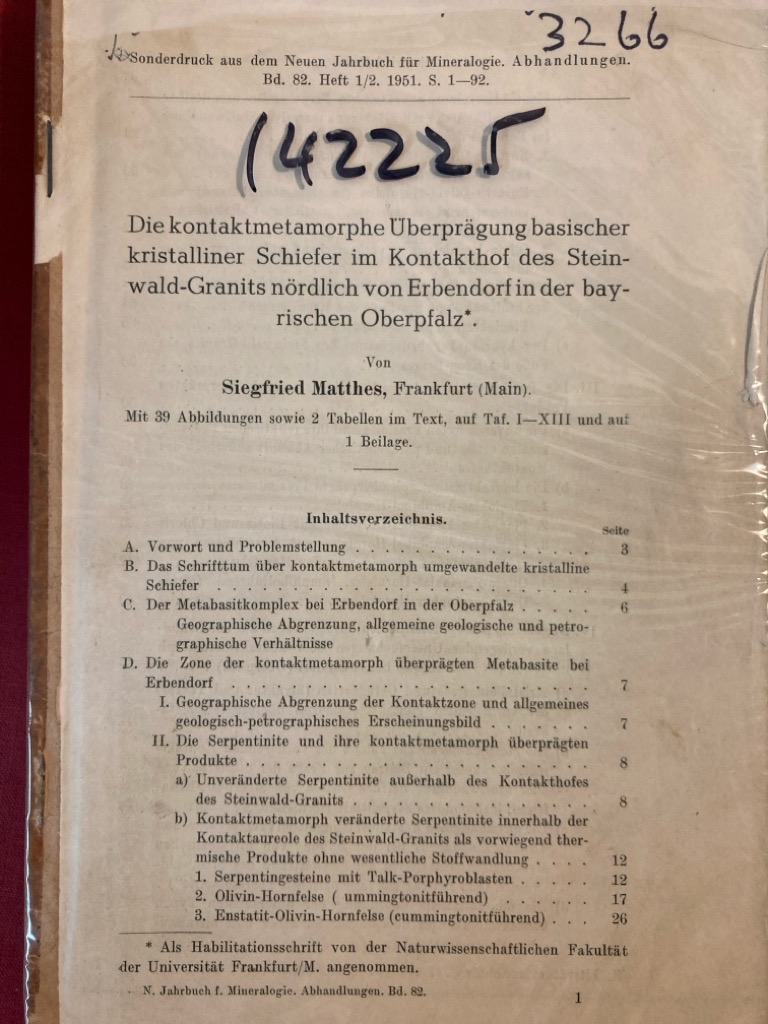 3266
Sonderdruck aus dem Neuen Jahrbuch für Mineralogie. Abhandlungen.
Bd. 82. Heft 1/2. 1951. S. 1—92.
142225
Die kontaktmetamorphe Überprägung basischer
kristalliner Schiefer im Kontakthof des Stein-
wald-Granits nördlich von Erbendorf in der bay-
rischen Oberpfalz*.
Von
Siegfried Matthes, Frankfurt (Main).
Mit 39 Abbildungen sowie 2 Tabellen im Text, auf Taf. I—XIII und auf
1 Beilage.
Inhaltsverzeichnis.
Seite
A. Vorwort und Problemstellung . . . . . . . . . . . . . . . 3
B. Das Schrifttum über kontaktmetamorph umgewandelte kristalline
Schiefer . . . . . . . . . . . . . . . . . . . . . . . . 4
C. Der Metabasitkomplex bei Erbendorf in der Oberpfalz . . . . . 6
Geographische Abgrenzung, allgemeine geologische und petro-
graphische Verhältnisse
D. Die Zone der kontaktmetamorph überprägten Metabasite bei
Erbendorf . . . . . . . . . . . . . . . . . . . . . . . 7
I. Geographische Abgrenzung der Kontaktzone und allgemeines
geologisch-petrographisches Erscheinungsbild . . . . . . . 7
II. Die Serpentinite und ihre kontaktmetamorph überprägten
Produkte . . . . . . . . . . . . . . . . . . . . . . 8
a) Unveränderte Serpentinite außerhalb des Kontakthofes
des Steinwald-Granits . . . . . . . . . . . . . . . 8
b) Kontaktmetamorph veränderte Serpentinite innerhalb der
Kontaktaureole des Steinwald-Granits als vorwiegend ther-
mische Produkte ohne wesentliche Stoffwandlung . . . . 12
1. Serpentingesteine mit Talk-Porphyroblasten . . . . . 12
2. Olivin-Hornfelse ( ummingtonitführend) . . . . . . 17
3. Enstatit-Olivin-Hornfelse (cummingtonitführend) . . . 26
* Als Habilitationsschrift von der Naturwissenschaftlichen Fakultät
der Universität Frankfurt/M. angenommen.
N. Jahrbuch f. Mineralogie. Abhandlungen. Bd. 82.
1